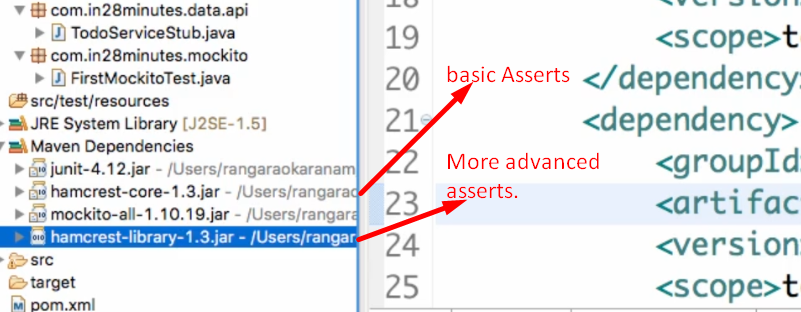 com.in28minutes.data.api
TodoServiceStub.java
com.in28minutes.mockito
FirstMockitoTest.java
src/test/resources
JRE System Library [J2SE-1.5]
Maven Dependencies
junit-4.12.jar - /Users/rangaraokaranam
hamcrest-core-1.3.jar - /Users/rangarao
mockito-all-1.10.19.jar - /Users/rangara
hamcrest-library-1.3.jar - /Users/rangar
src
target
pom.xml
basic Asserts
More advanced
asserts.
18 <version>
19 <scope>t
20 </dependency>
21 <dependency>
22 <groupId>
23 <artifac
24 <version>
25 <scope>t